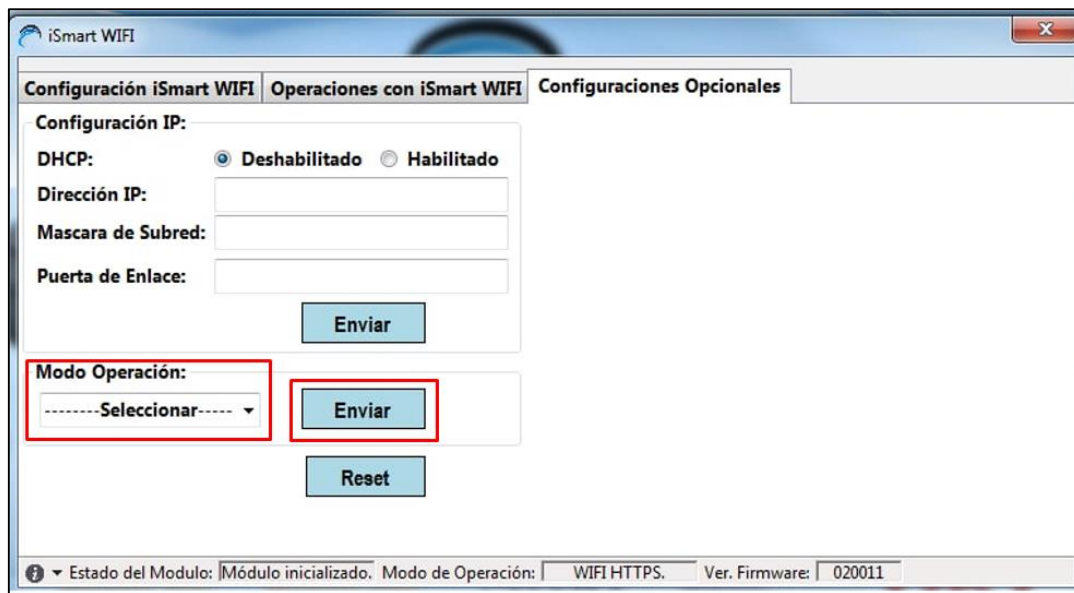 iSmart WIFI
Configuración iSmart WIFI Operaciones con iSmart WIFI Configuraciones Opcionales
Configuración IP:
DHCP: Deshabilitado Habilitado
Dirección IP:
Mascara de Subred:
Puerta de Enlace:
Enviar
Modo Operación:
--------Seleccionar----- Enviar
Reset
Estado del Modulo: Módulo inicializado. Modo de Operación: WIFI HTTPS. Ver. Firmware: 020011